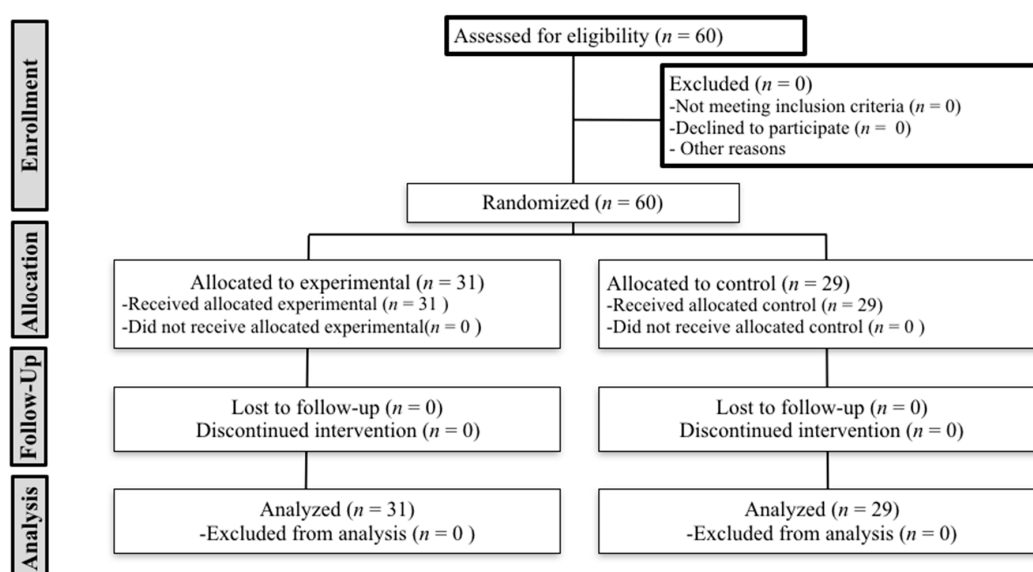 Enrollment
Assessed for eligibility (n = 60)
Excluded (n = 0)
-Not meeting inclusion criteria (n = 0)
-Declined to participate (n =  0)
- Other reasons
Randomized (n = 60)
Allocation
Allocated to experimental (n = 31)
-Received allocated experimental (n = 31 )
-Did not receive allocated experimental(n = 0 )
Allocated to control (n = 29)
-Received allocated control (n = 29)
-Did not receive allocated control (n = 0 )
Follow-Up
Lost to follow-up (n = 0)
Discontinued intervention (n = 0)
Lost to follow-up (n = 0)
Discontinued intervention (n = 0)
Analysis
Analyzed (n = 31)
-Excluded from analysis (n = 0 )
Analyzed (n = 29)
-Excluded from analysis (n = 0)